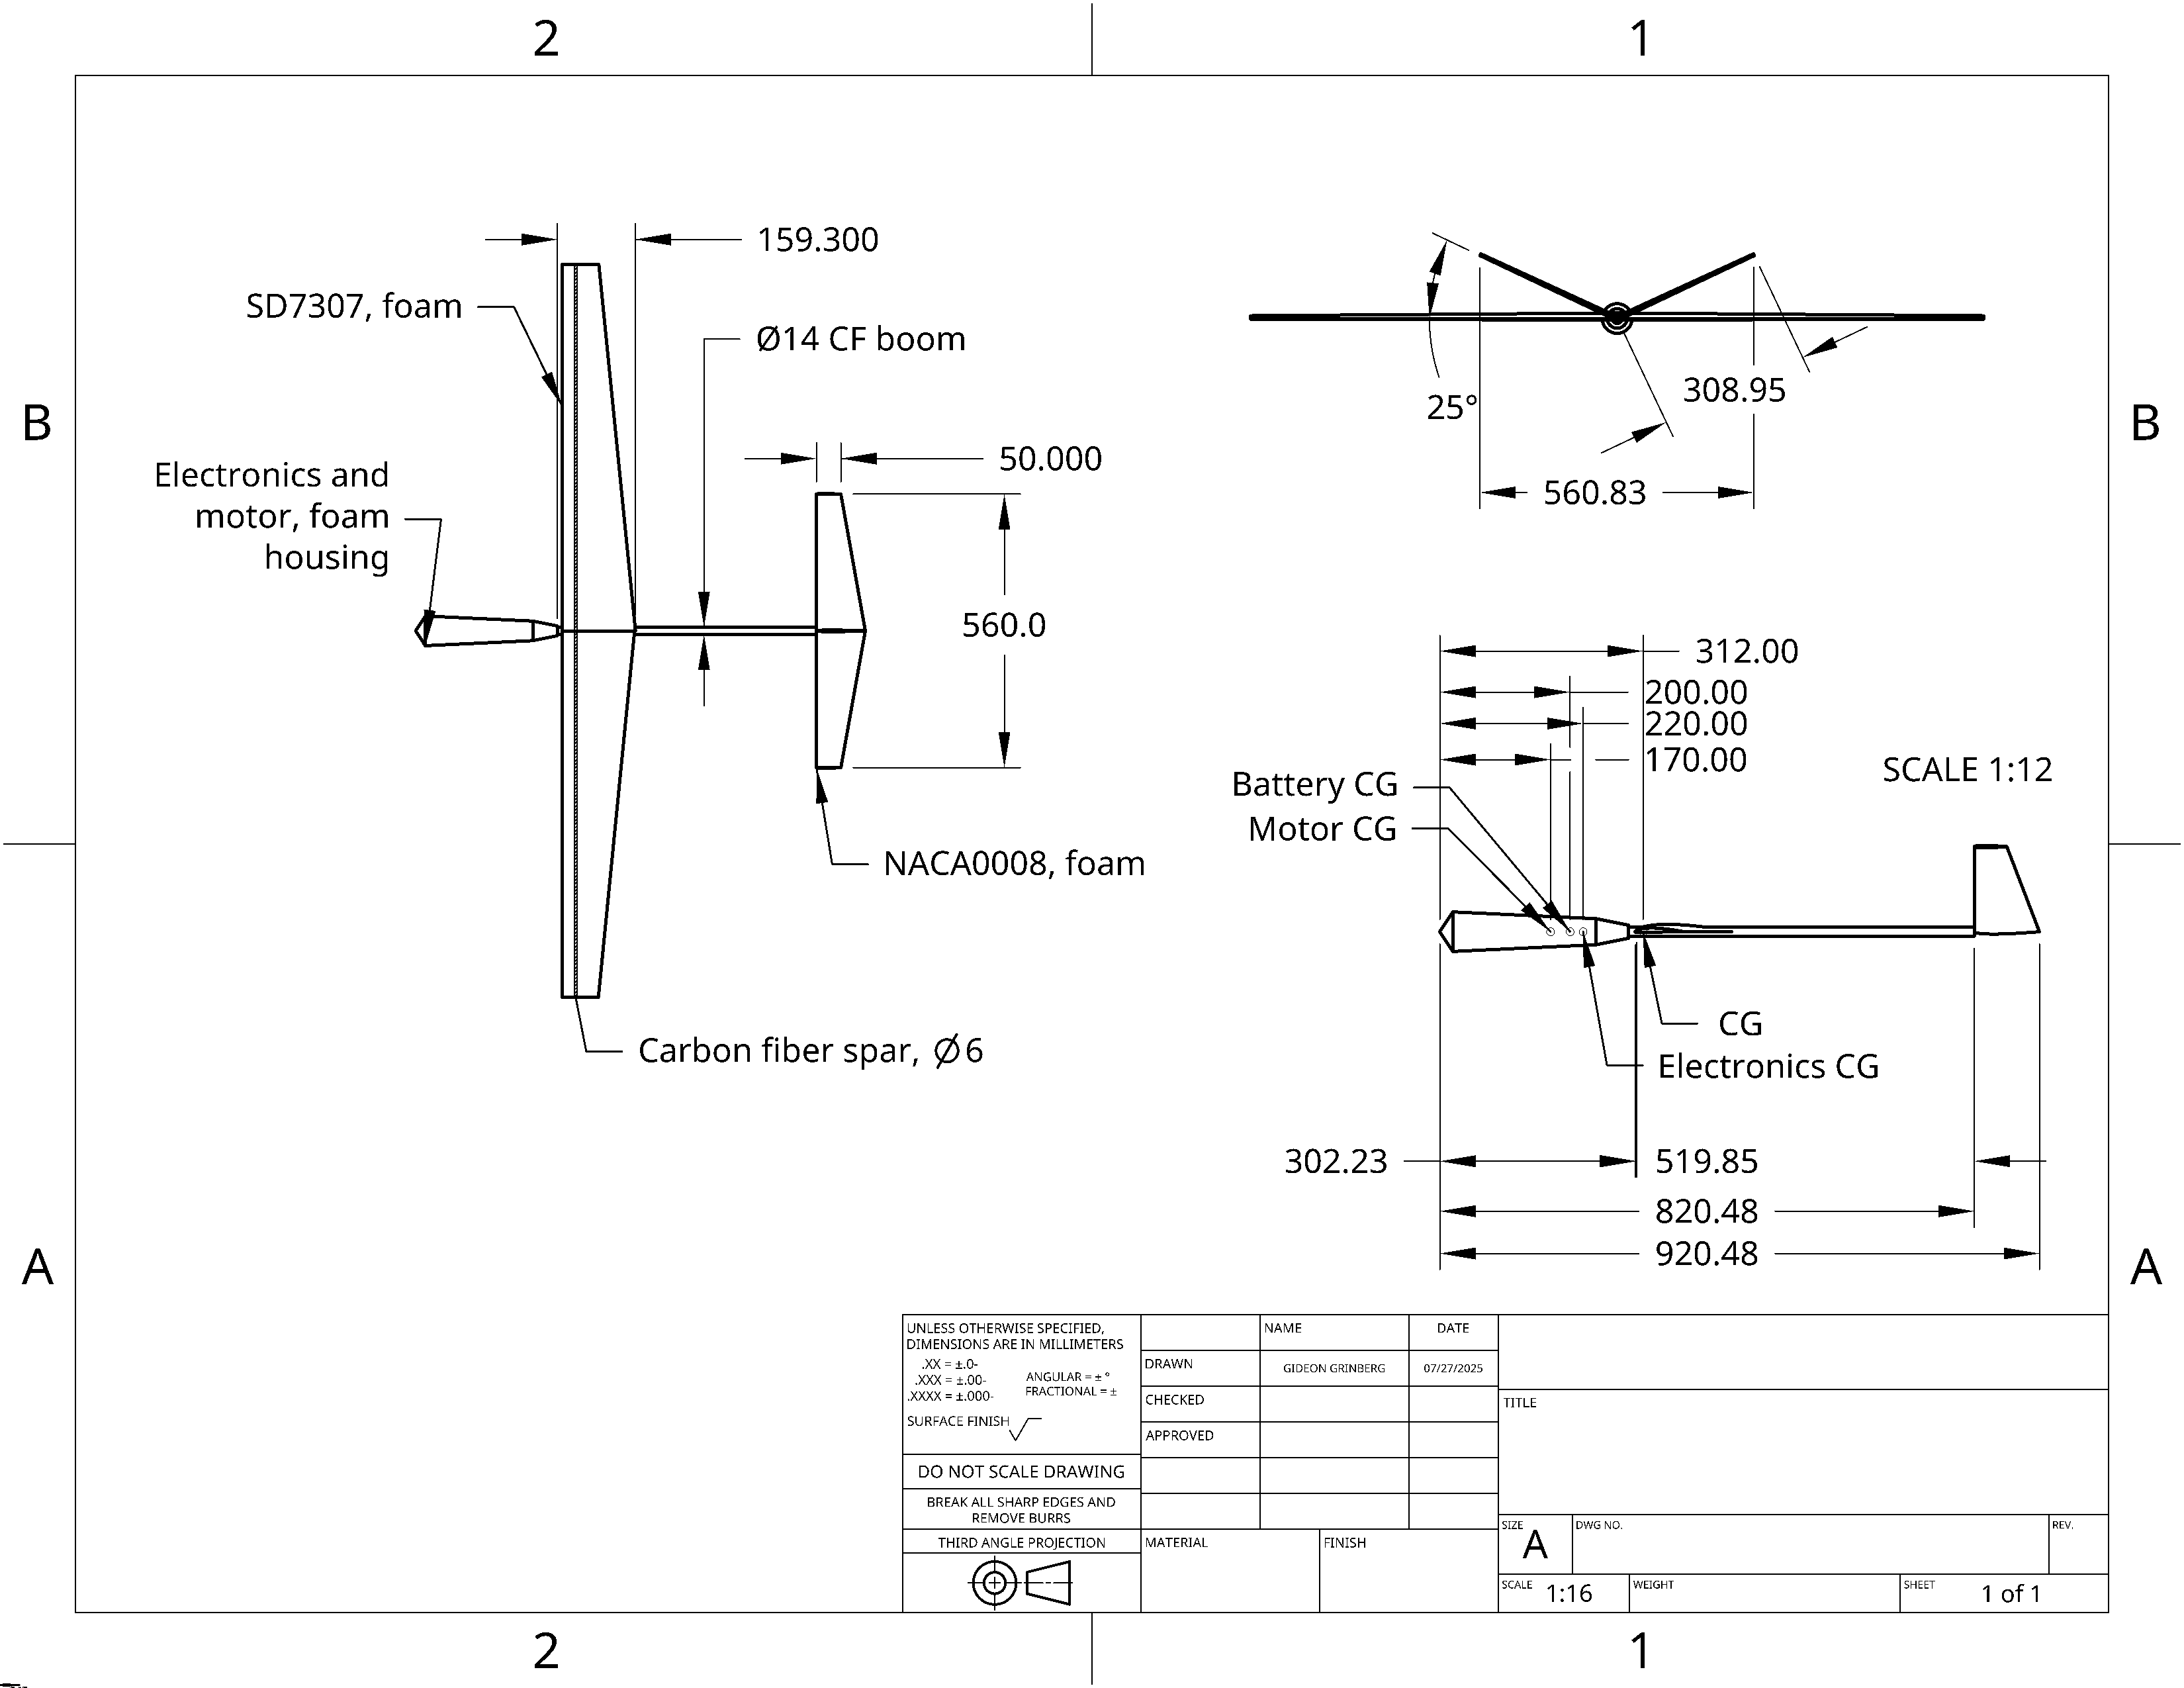 2
1
159.300
SD7307, foam
Ø14 CF boom
Electronics and
motor, foam
housing
50.000
560.0
NACA0008, foam
Carbon fiber spar, Ø6
B
25°
308.95
560.83
B
312.00
200.00
220.00
170.00
SCALE 1:12
Battery CG
Motor CG
CG
Electronics CG
302.23
519.85
820.48
920.48
A
A
UNLESS OTHERWISE SPECIFIED,
DIMENSIONS ARE IN MILLIMETERS
.XX = ±.0-
.XXX = ±.00-
.XXXX = ±.000-
ANGULAR = ± °
FRACTIONAL = ±
SURFACE FINISH
DO NOT SCALE DRAWING
BREAK ALL SHARP EDGES AND
REMOVE BURRS
THIRD ANGLE PROJECTION
NAME
DATE
DRAWN
GIDEON GRINBERG
07/27/2025
CHECKED
APPROVED
MATERIAL
FINISH
TITLE
SIZE
A
DWG NO.
REV.
SCALE
1:16
WEIGHT
SHEET
1 of 1
2
1